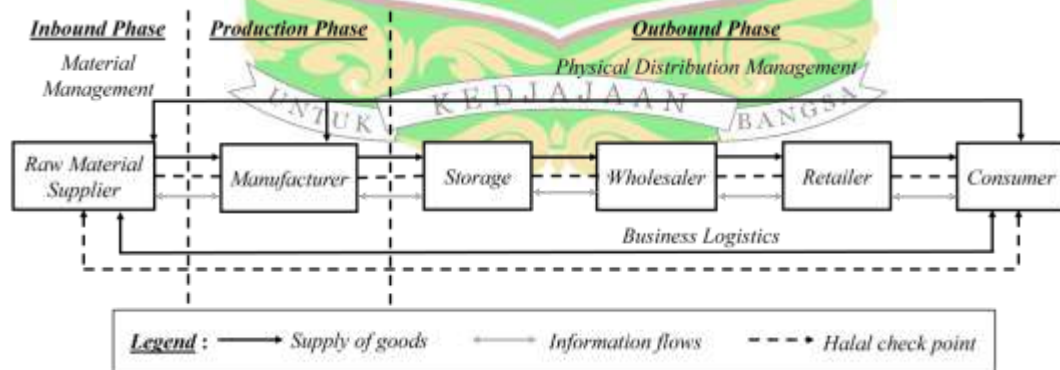 Inbound Phase
Production Phase
Outbound Phase
Material
Management
Physical Distribution Management
UNTUK KEDJAJAAN BANGSA
Raw Material
Supplier
Manufacturer
Storage
Wholesaler
Retailer
Consumer
Business Logistics
Legend :
Supply of goods
Information flows
Halal check point